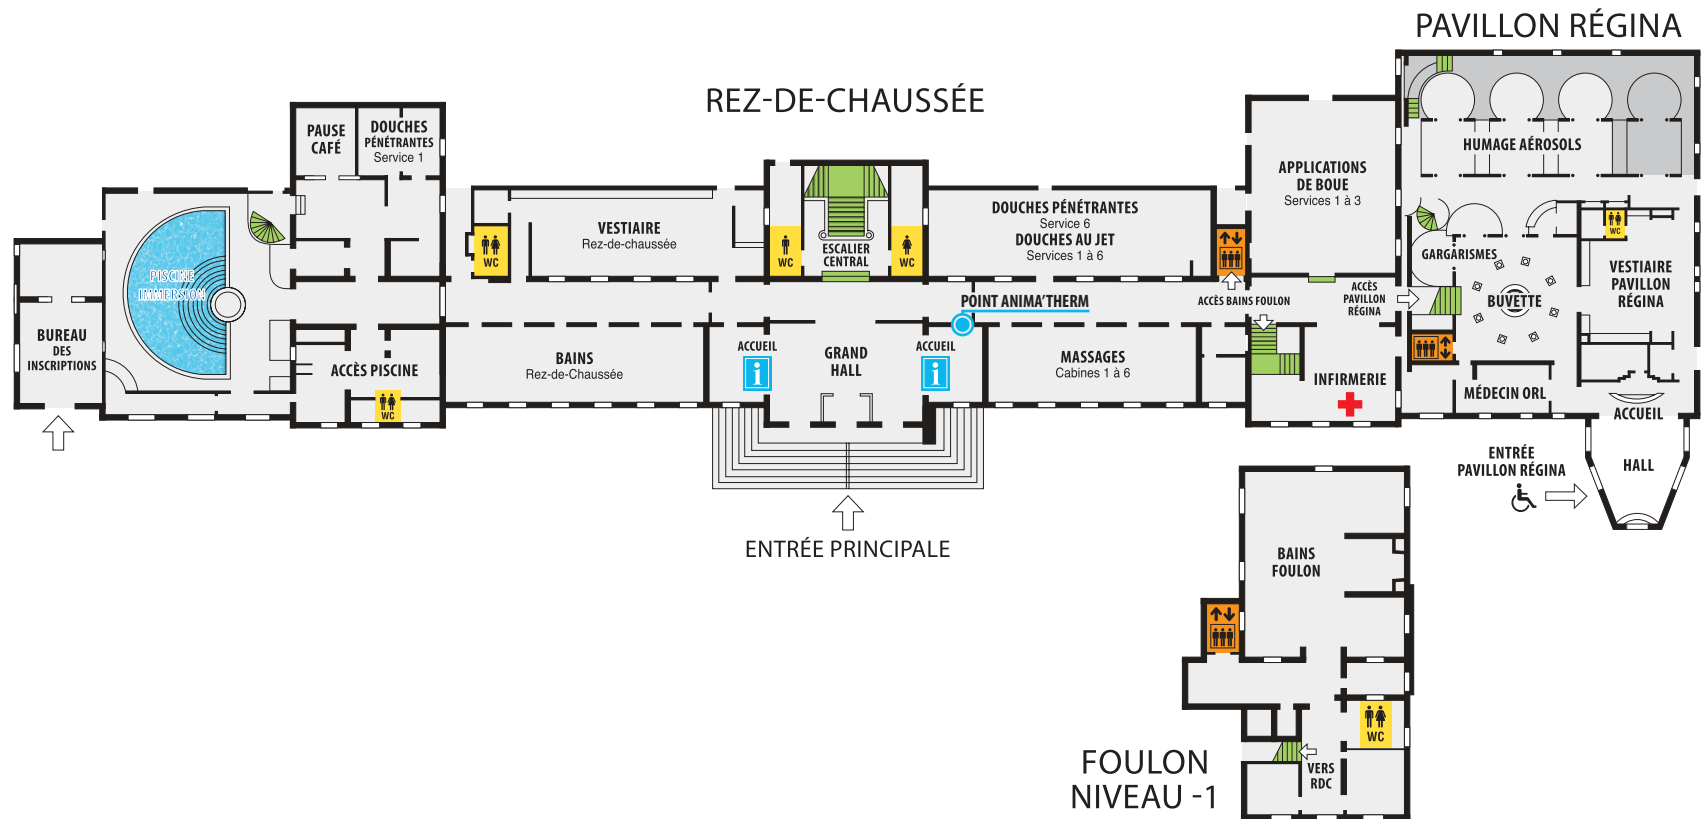 PAVILLON RÉGINA
REZ-DE-CHAUSSÉE
PAUSE
CAFÉ
DOUCHES
PÉNÉTRANTES
Service 1
PISCINE
IMMERSION
BUREAU
DES
INSCRIPTIONS
ACCÈS PISCINE
WC
WC
VESTIAIRE
Rez-de-chaussée
BAINS
Rez-de-Chaussée
WC
ESCALIER
CENTRAL
WC
ACCUEIL
i
GRAND
HALL
ACCUEIL
i
POINT ANIMA'THERM
DOUCHES PÉNÉTRANTES
Service 6
DOUCHES AU JET
Services 1 à 6
MASSAGES
Cabines 1 à 6
ACCÈS BAINS FOULON
APPLICATIONS
DE BOUE
Services 1 à 3
ACCÈS
PAVILLON
RÉGINA
INFIRMERIE
HUMAGE AÉROSOLS
GARGARISMES
BUVETTE
WC
VESTIAIRE
PAVILLON
RÉGINA
MÉDECIN ORL
ACCUEIL
HALL
ENTRÉE
PAVILLON RÉGINA
ENTRÉE PRINCIPALE
BAINS
FOULON
WC
VERS
RDC
FOULON
NIVEAU -1